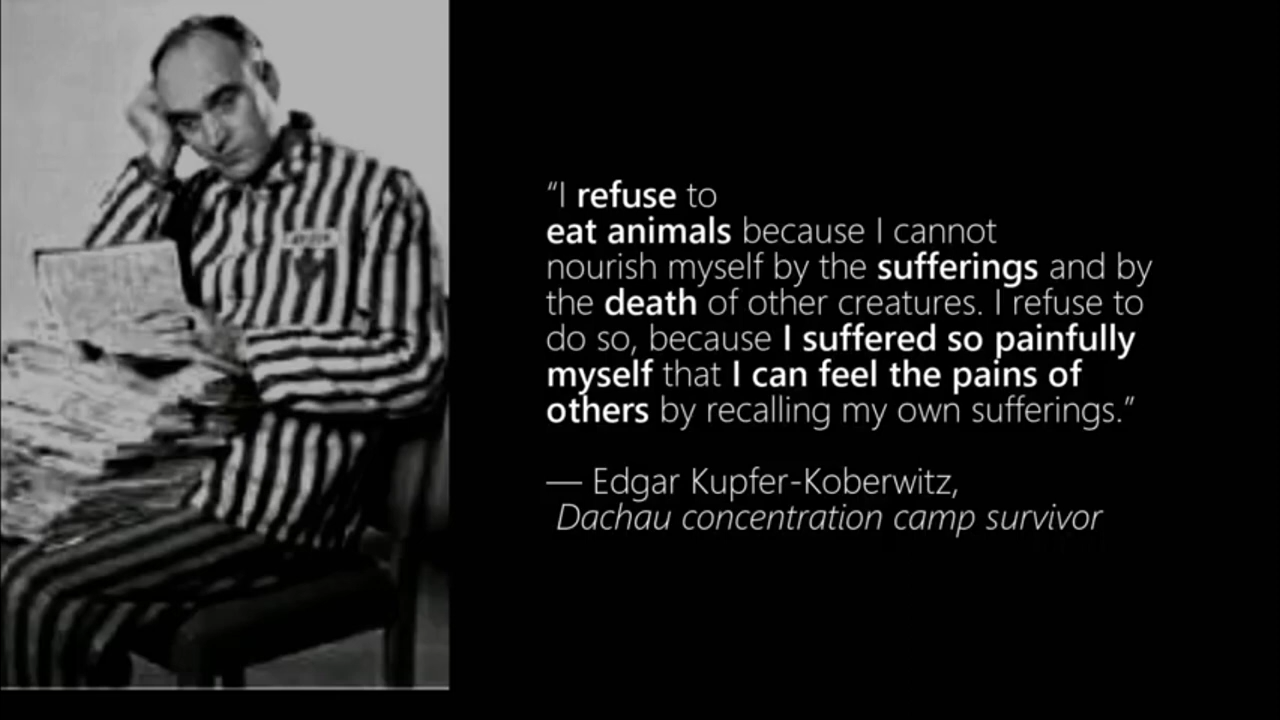 “I refuse to
eat animals because I cannot
nourish myself by the sufferings and by
the death of other creatures. I refuse to
do so, because I suffered so painfully
myself that I can feel the pains of
others by recalling my own sufferings.”
— Edgar Kupfer-Koberwitz,
Dachau concentration camp survivor